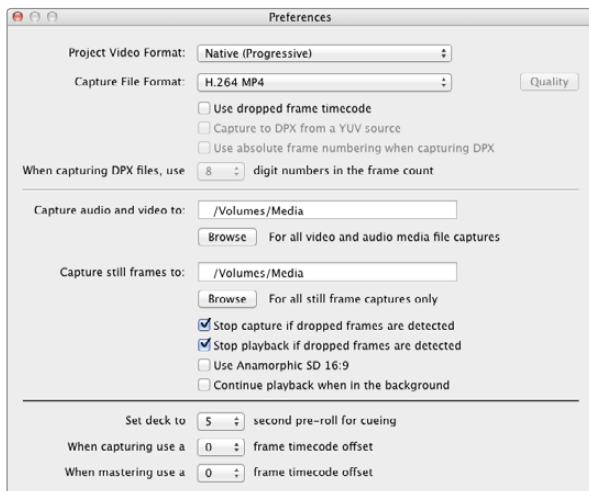 Preferences
Project Video Format: Native (Progressive)
Capture File Format: H.264 MP4 Quality
Use dropped frame timecode
Capture to DPX from a YUV source
Use absolute frame numbering when capturing DPX
When capturing DPX files, use 8 digit numbers in the frame count
Capture audio and video to: /Volumes/Media
Browse For all video and audio media file captures
Capture still frames to: /Volumes/Media
Browse For all still frame captures only
Stop capture if dropped frames are detected
Stop playback if dropped frames are detected
Use Anamorphic SD 16:9
Continue playback when in the background
Set deck to 5 second pre-roll for cueing
When capturing use a 0 frame timecode offset
When mastering use a 0 frame timecode offset